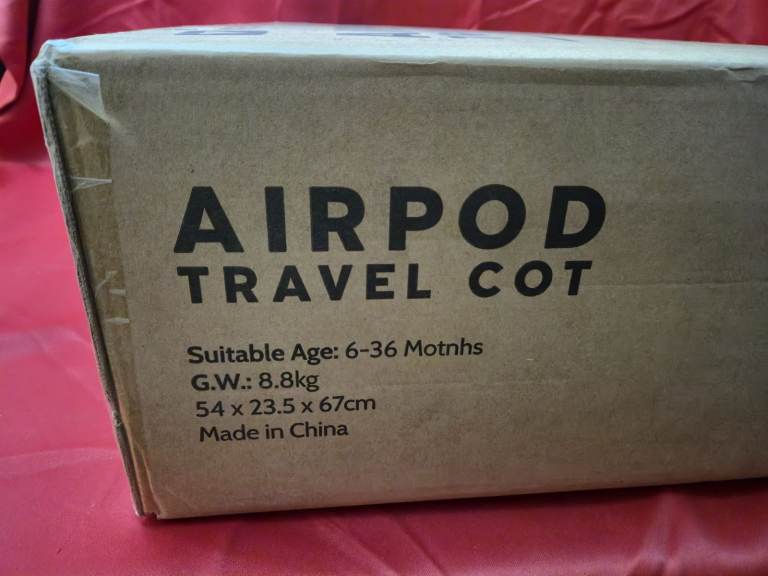 AIRPOD
TRAVEL COT
Suitable Age: 6-36 Motnhs
G.W.: 8.8kg
54 x 23.5 x 67cm
Made in China